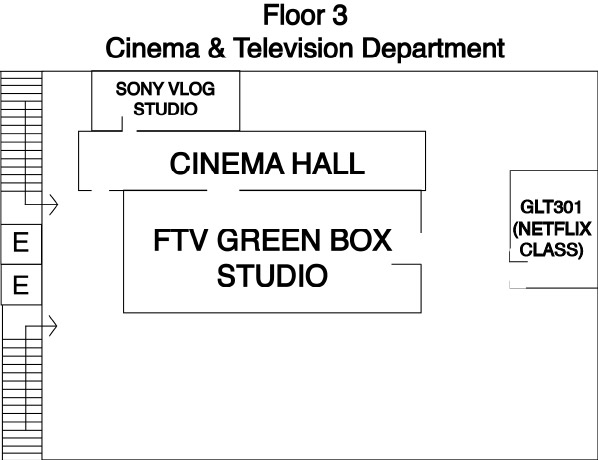 Floor 3
Cinema & Television Department
SONY VLOG
STUDIO
CINEMA HALL
GLT301
(NETFLIX
CLASS)
FTV GREEN BOX
STUDIO
E
E